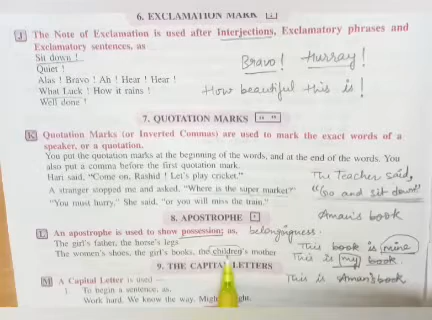 6. EXCLAMATION MARK [!]
J The Note of Exclamation is used after Interjections, Exclamatory phrases and
Exclamatory sentences, as
Sit down !
Quiet !
Alas ! Bravo ! Ah ! Hear ! Hear !
What Luck ! How it rains !
Well done !
Bravo! Hurray!
How beautiful this is!
7. QUOTATION MARKS [" "]
K Quotation Marks (or Inverted Commas) are used to mark the exact words of a
speaker, or a quotation.
You put the quotation marks at the beginning of the words, and at the end of the words. You
also put a comma before the first quotation mark.
Hari said, "Come on, Rashid ! Let's play cricket."
A stranger stopped me and asked, "Where is the super market?"
"You must hurry." She said, "or you will miss the train."
The Teacher said,
"Go and sit down"
8. APOSTROPHE [']
L An apostrophe is used to show possession; as, belongingness.
The girl's father, the horse's legs
The women's shoes, the girl's books, the children's mother
Aman's book
This book is mine
This is my book.
This is Aman's book
9. THE CAPITAL LETTERS
M A Capital Letter is used —
1. To begin a sentence; as,
Work hard. We know the way.